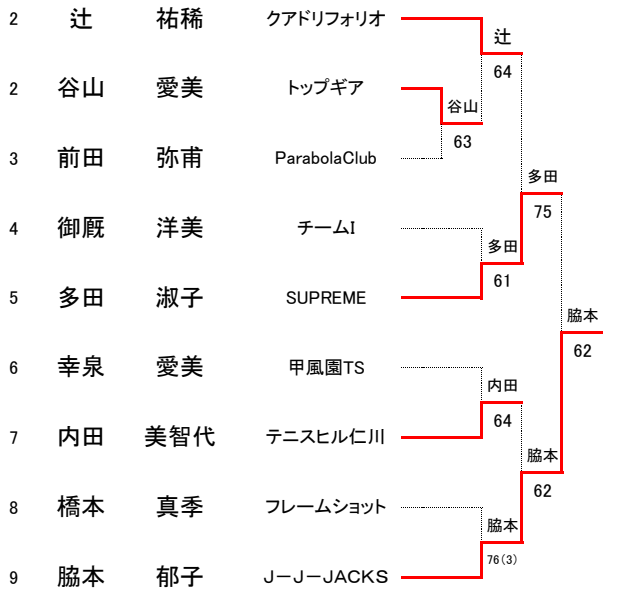 2 辻 祐稀 クアドリフォリオ
辻
64
2 谷山 愛美 トップギア
谷山
63
3 前田 弥甫 ParabolaClub
多田
75
4 御厩 洋美 チームI
多田
61
5 多田 淑子 SUPREME
脇本
62
6 幸泉 愛美 甲風園TS
内田
64
7 内田 美智代 テニスヒル仁川
脇本
62
8 橋本 真季 フレームショット
脇本
76(3)
9 脇本 郁子 J－J－JACKS